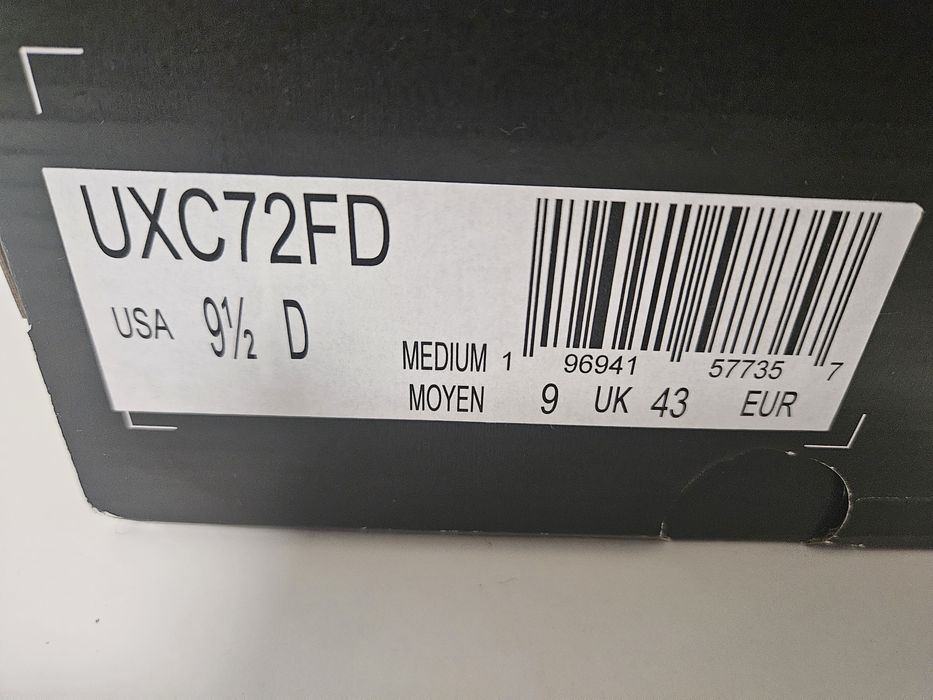 UXC72FD
USA 9½ D
MEDIUM 1 96941 57735 7
MOYEN 9 UK 43 EUR